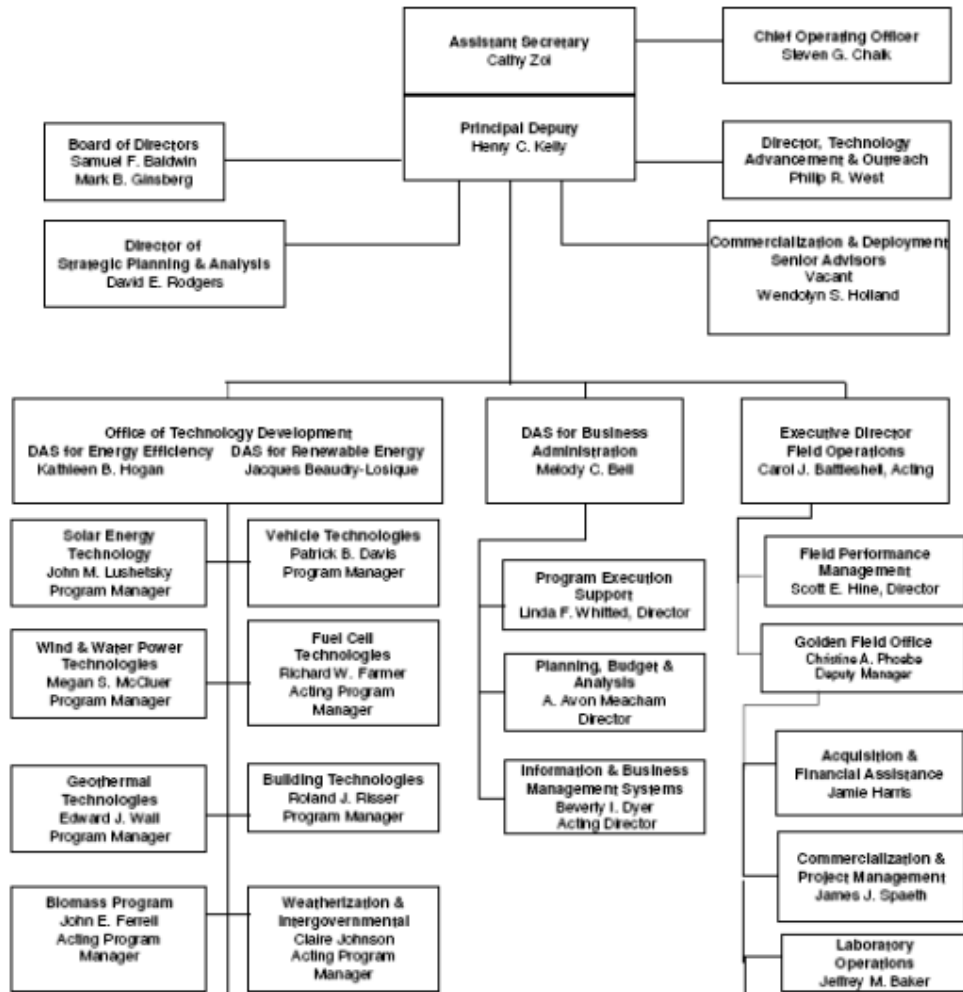 Assistant Secretary
Cathy Zoi
Chief Operating Officer
Steven G. Chalk
Principal Deputy
Henry C. Kelly
Board of Directors
Samuel F. Baldwin
Mark B. Ginsberg
Director, Technology
Advancement & Outreach
Philip R. West
Director of
Strategic Planning & Analysis
David E. Rodgers
Commercialization & Deployment
Senior Advisors
Vacant
Wendolyn S. Holland
Office of Technology Development
DAS for Energy Efficiency DAS for Renewable Energy
Kathleen B. Hogan Jacques Beaudry-Losique
DAS for Business
Administration
Melody C. Bell
Executive Director
Field Operations
Carol J. Battleshell, Acting
Solar Energy
Technology
John M. Lushetsky
Program Manager
Vehicle Technologies
Patrick B. Davis
Program Manager
Wind & Water Power
Technologies
Megan S. McCluer
Program Manager
Fuel Cell
Technologies
Richard W. Farmer
Acting Program
Manager
Geothermal
Technologies
Edward J. Wall
Program Manager
Building Technologies
Roland J. Risser
Program Manager
Biomass Program
John E. Ferrell
Acting Program
Manager
Weatherization &
Intergovernmental
Claire Johnson
Acting Program
Manager
Program Execution
Support
Linda F. Whitted, Director
Planning, Budget &
Analysis
A. Avon Meacham
Director
Information & Business
Management Systems
Beverly I. Dyer
Acting Director
Field Performance
Management
Scott E. Hine, Director
Golden Field Office
Christine A. Phoebe
Deputy Manager
Acquisition &
Financial Assistance
Jamie Harris
Commercialization &
Project Management
James J. Spaeth
Laboratory
Operations
Jeffrey M. Baker